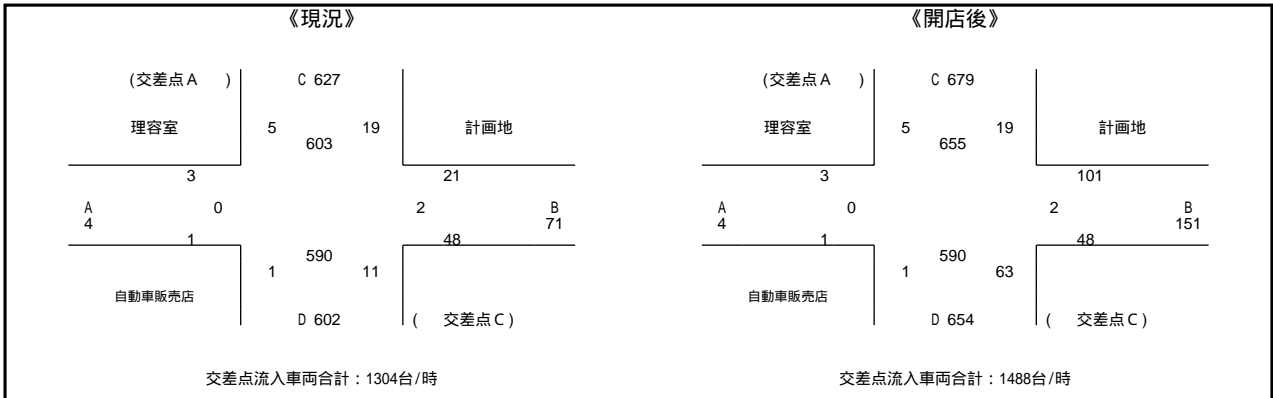 《現況》 《開店後》
(交差点A ) C 627 (交差点A ) C 679
理容室 5 19 計画地 理容室 5 19 計画地
603 655
3 21 3 101
A 0 2 B A 0 2 B
4 71 4 151
1 48 1 48
590 590
1 11 1 63
自動車販売店 自動車販売店
D 602 ( 交差点C) D 654 ( 交差点C)
交差点流入車両合計：1304台/時 交差点流入車両合計：1488台/時